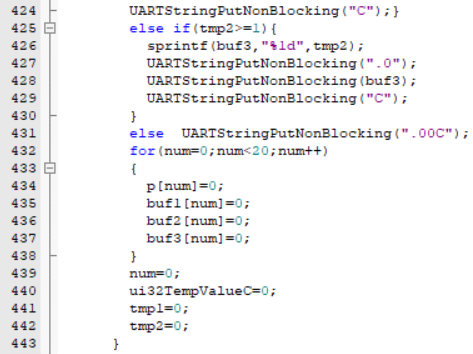 424 UARTStringPutNonBlocking("C");}
425 else if(tmp2>=1){
426 sprintf(buf3,"%ld",tmp2);
427 UARTStringPutNonBlocking(".0");
428 UARTStringPutNonBlocking(buf3);
429 UARTStringPutNonBlocking("C");
430 }
431 else  UARTStringPutNonBlocking(".00C");
432 for(num=0;num<20;num++)
433 {
434 p[num]=0;
435 buf1[num]=0;
436 buf2[num]=0;
437 buf3[num]=0;
438 }
439 num=0;
440 ui32TempValueC=0;
441 tmp1=0;
442 tmp2=0;
443 }